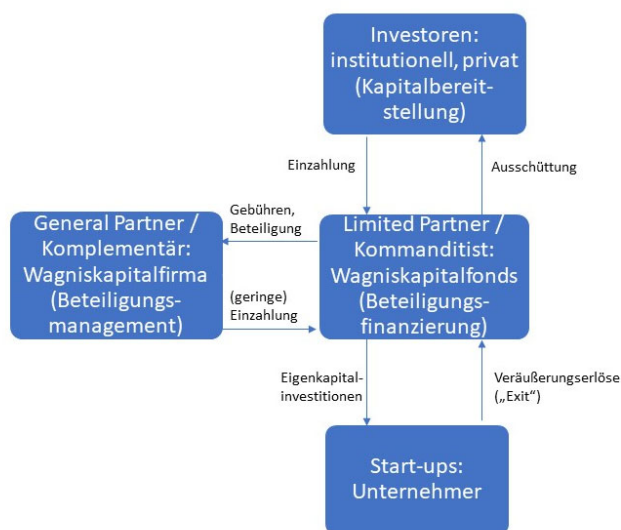 Investoren:
institutionell, privat
(Kapitalbereit-
stellung)
Einzahlung
Ausschüttung
General Partner /
Komplementär:
Wagniskapitalfirma
(Beteiligungs-
management)
Gebühren,
Beteiligung
(geringe)
Einzahlung
Limited Partner /
Kommanditist:
Wagniskapitalfonds
(Beteiligungs-
finanzierung)
Eigenkapital-
investitionen
Veräußerungserlöse
(„Exit“)
Start-ups:
Unternehmer